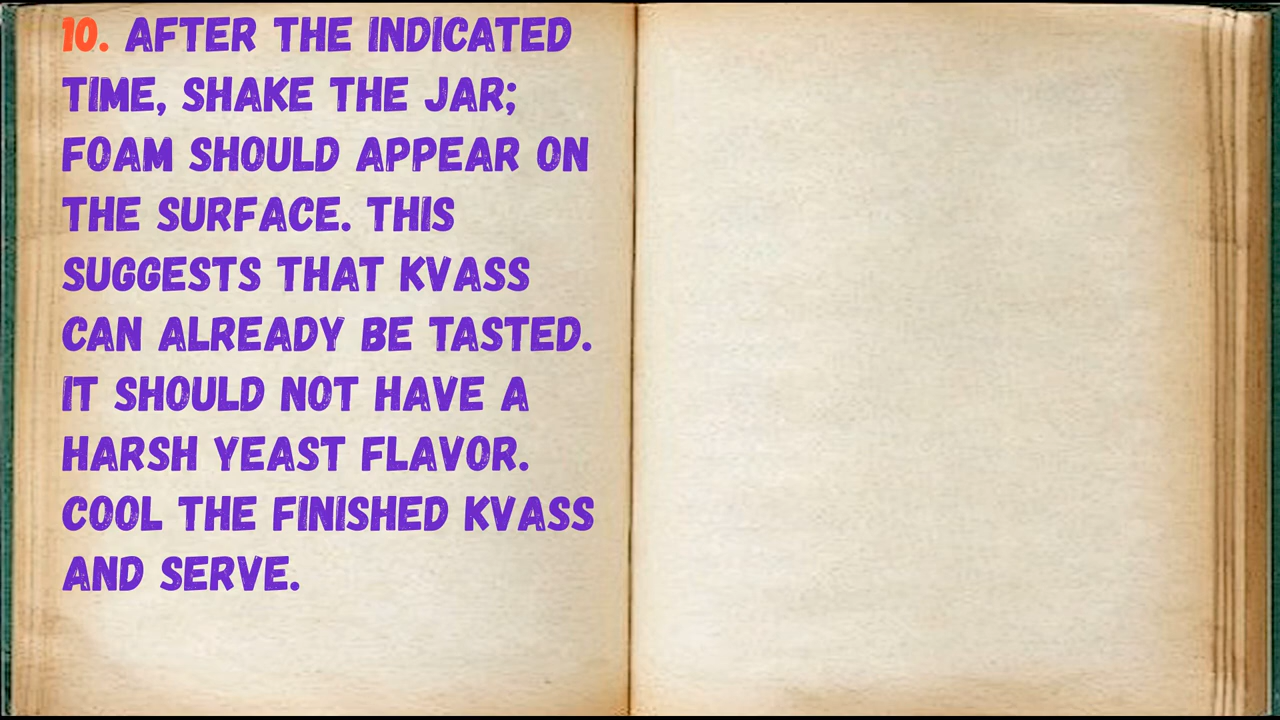 10. AFTER THE INDICATED
TIME, SHAKE THE JAR;
FOAM SHOULD APPEAR ON
THE SURFACE. THIS
SUGGESTS THAT KVASS
CAN ALREADY BE TASTED.
IT SHOULD NOT HAVE A
HARSH YEAST FLAVOR.
COOL THE FINISHED KVASS
AND SERVE.